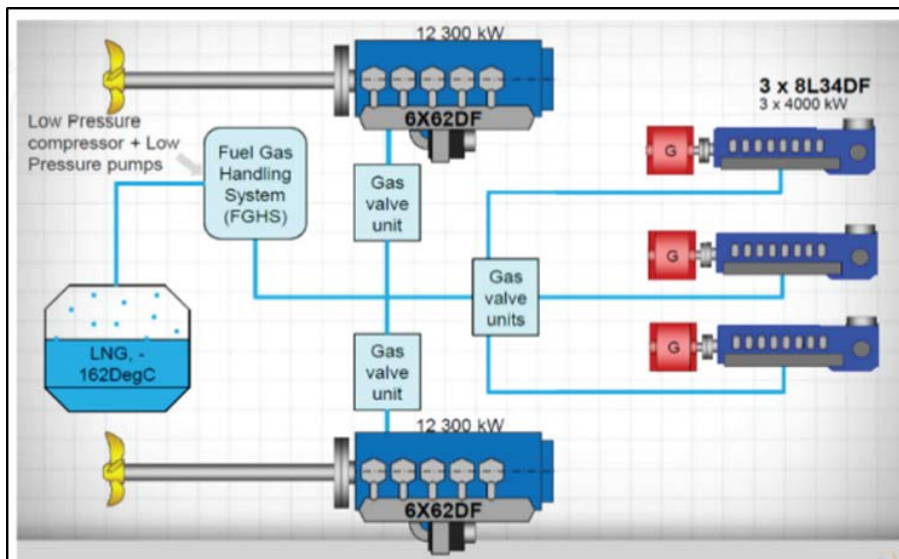 12 300 kW
6X62DF
3 x 8L34DF
3 x 4000 kW
Low Pressure
compressor + Low
Pressure pumps
Fuel Gas
Handling
System
(FGHS)
Gas
valve
unit
G
G
Gas
valve
units
LNG, -
162DegC
Gas
valve
unit
G
12 300 kW
6X62DF